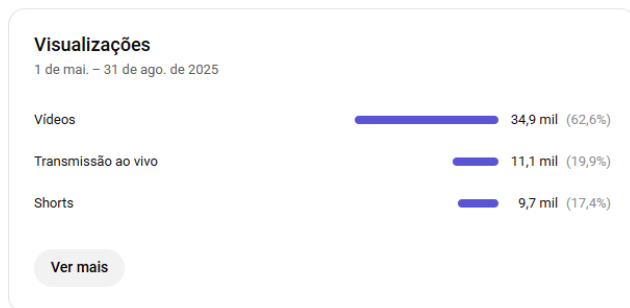 Visualizações
1 de mai. – 31 de ago. de 2025
Vídeos 34,9 mil (62,6%)
Transmissão ao vivo 11,1 mil (19,9%)
Shorts 9,7 mil (17,4%)
Ver mais